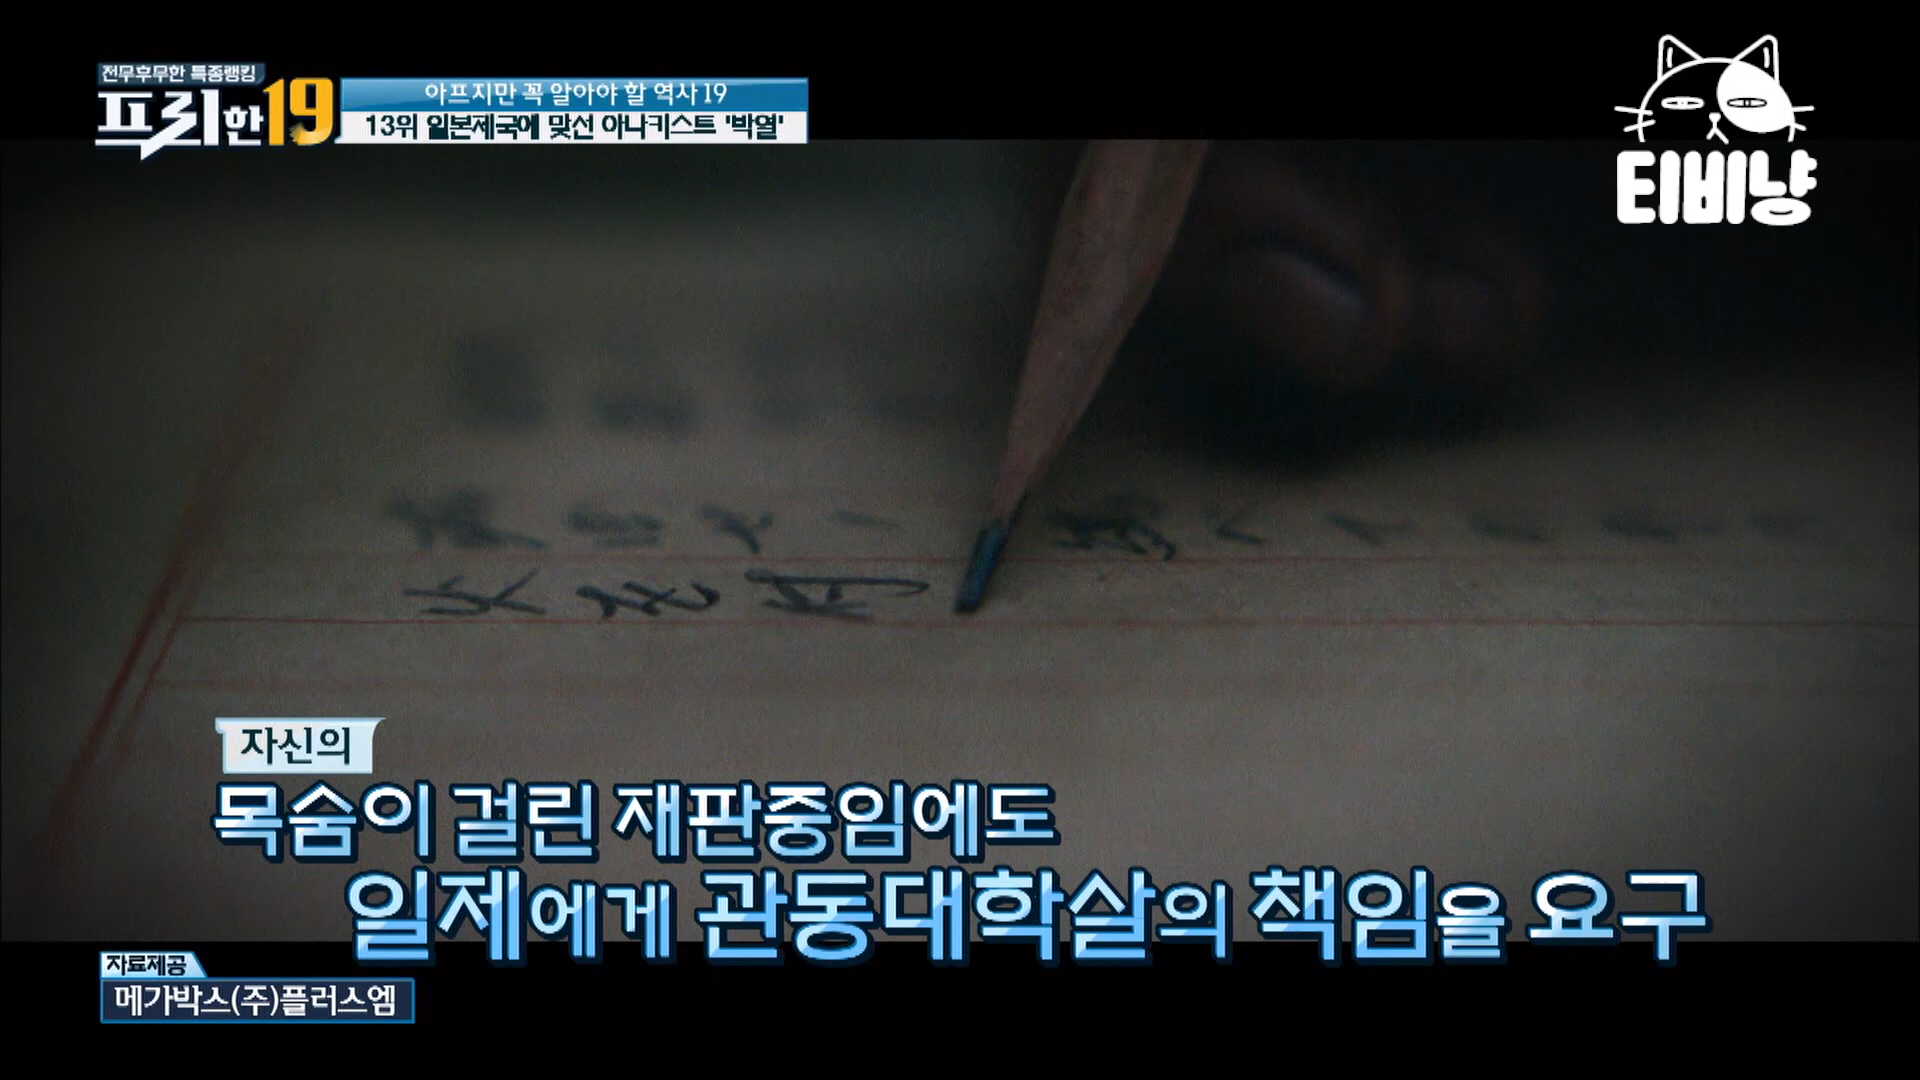 전무후무한 특종랭킹
프리한19
아프지만 꼭 알아야 할 역사 19
13위 일본제국에 맞선 아나키스트 '박열'
티비냥
자신의
목숨이 걸린 재판중임에도
일제에게 관동대학살의 책임을 요구
자료제공
메가박스(주)플러스엠